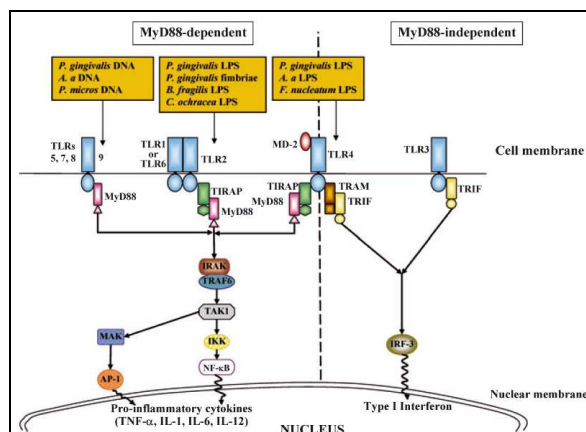 MyD88-dependent
MyD88-independent
P. gingivalis DNA
A. a DNA
P. micros DNA
P. gingivalis LPS
P. gingivalis fimbriae
B. fragilis LPS
C. ochracea LPS
P. gingivalis LPS
A. a LPS
F. nucleatum LPS
TLRs
5, 7, 8
9
TLR1
or
TLR6
TLR2
MD-2
TLR4
TLR3
Cell membrane
MyD88
TIRAP
MyD88
TIRAP
MyD88
TRAM
TRIF
TRIF
IRAK
TRAF6
TAK1
MAK
IKK
AP-1
NF-κB
IRF-3
Nuclear membrane
Pro-inflammatory cytokines
(TNF-α, IL-1, IL-6, IL-12)
Type I Interferon
NUCLEUS